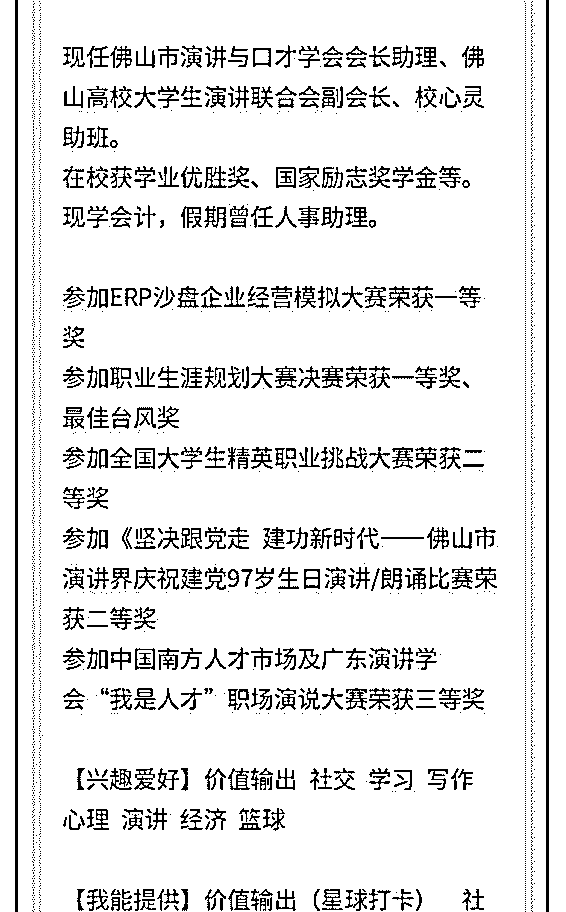 现任佛山市演讲与口才学会会长助理、佛
山高校大学生演讲联合会副会长、校心灵
助班。
在校获学业优胜奖、国家励志奖学金等。
现学会计，假期曾任人事助理。
参加ERP沙盘企业经营模拟大赛荣获一等
奖
参加职业生涯规划大赛决赛荣获一等奖、
最佳台风奖
参加全国大学生精英职业挑战大赛荣获二
等奖
参加《坚决跟党走 建功新时代——佛山市
演讲界庆祝建党97岁生日演讲/朗诵比赛荣
获二等奖
参加中国南方人才市场及广东演讲学
会“我是人才”职场演说大赛荣获三等奖
【兴趣爱好】价值输出 社交 学习 写作
心理 演讲 经济 篮球
【我能提供】价值输出（星球打卡） 社